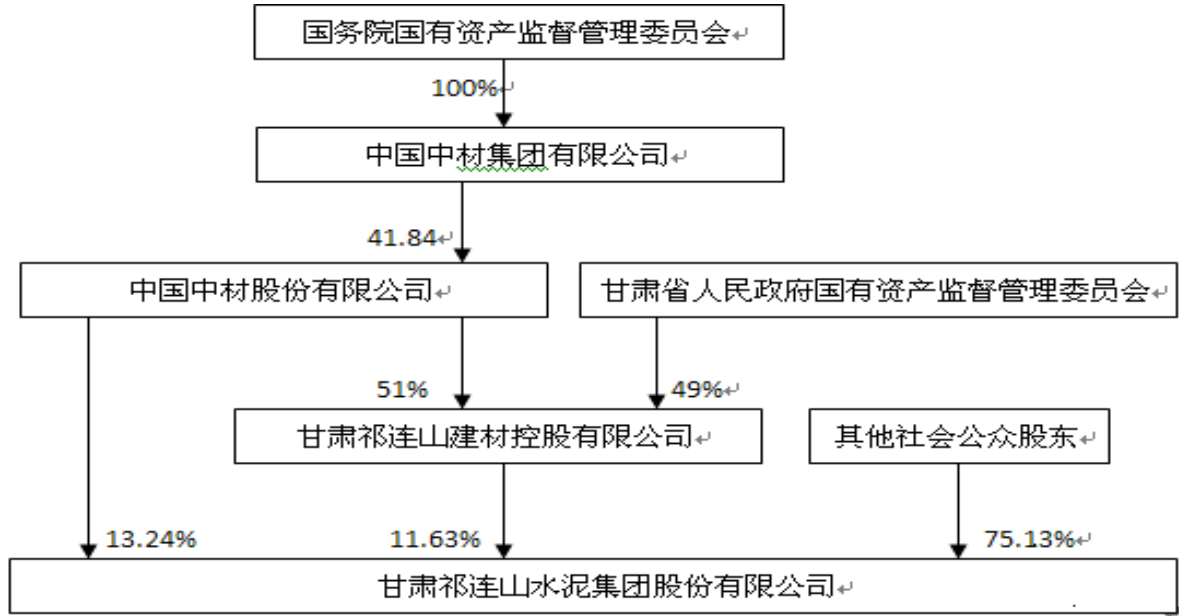 国务院国有资产监督管理委员会
100%
中国中材集团有限公司
41.84
中国中材股份有限公司
甘肃省人民政府国有资产监督管理委员会
51%
49%
甘肃祁连山建材控股有限公司
其他社会公众股东
13.24%
11.63%
75.13%
甘肃祁连山水泥集团股份有限公司